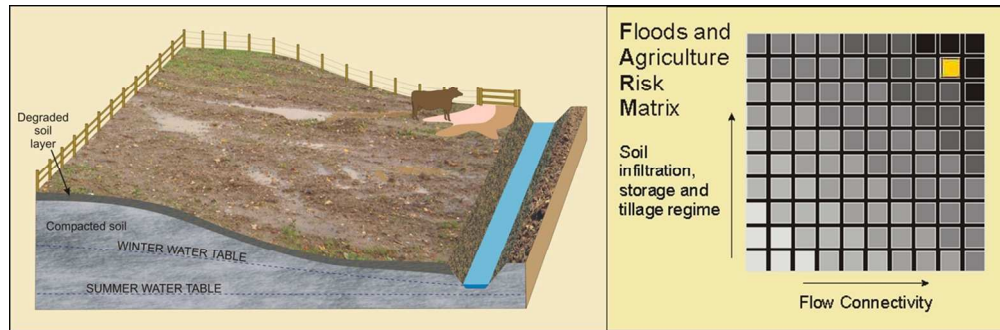 Degraded
soil
layer
Compacted soil
WINTER WATER TABLE
SUMMER WATER TABLE
Floods and
Agriculture
Risk
Matrix
Soil
infiltration,
storage and
tillage regime
Flow Connectivity